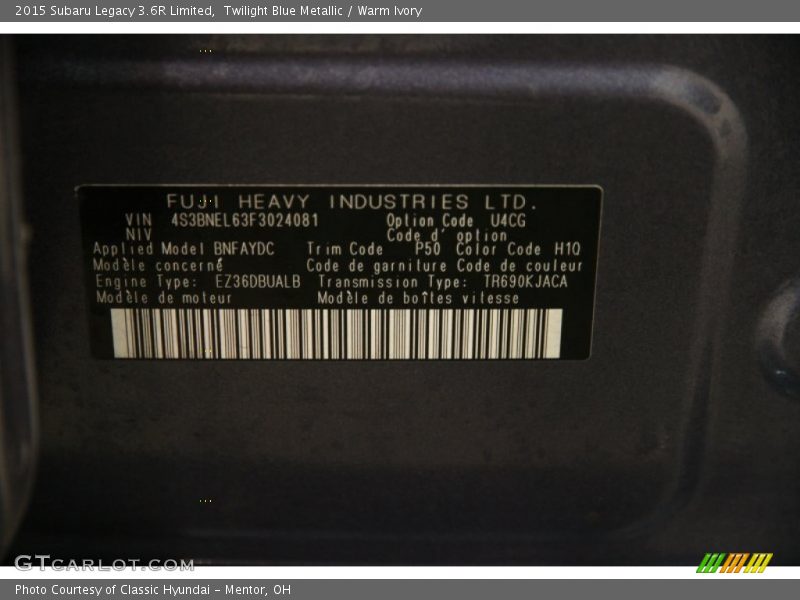 2015 Subaru Legacy 3.6R Limited, Twilight Blue Metallic / Warm Ivory
FUJI HEAVY INDUSTRIES LTD.
VIN 4S3BNEL63F3024081 Option Code U4CG
NIV Code d'option
Applied Model BNFAYDC Trim Code P50 Color Code H1Q
Modèle concerné Code de garniture Code de couleur
Engine Type: EZ36DBUALB Transmission Type: TR690KJACA
Modèle de moteur Modèle de boîtes vitesse
GTCARLOT.COM
Photo Courtesy of Classic Hyundai - Mentor, OH